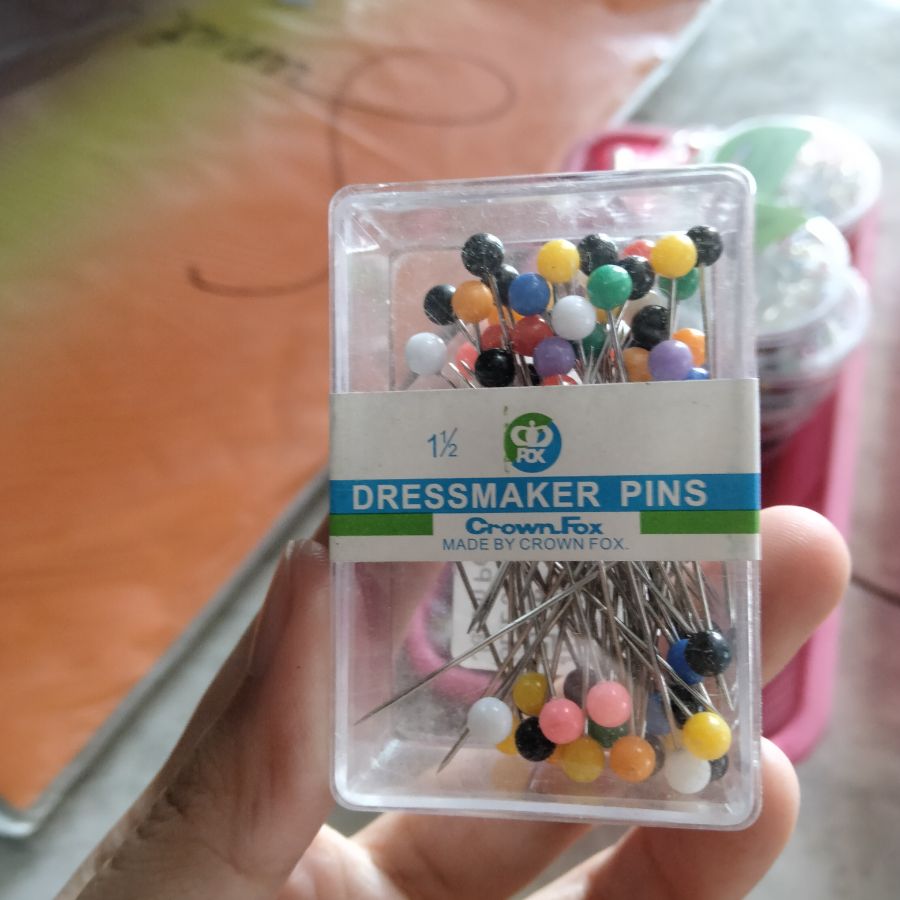 1½
FOX
DRESSMAKER PINS
Crown Fox
MADE BY CROWN FOX.